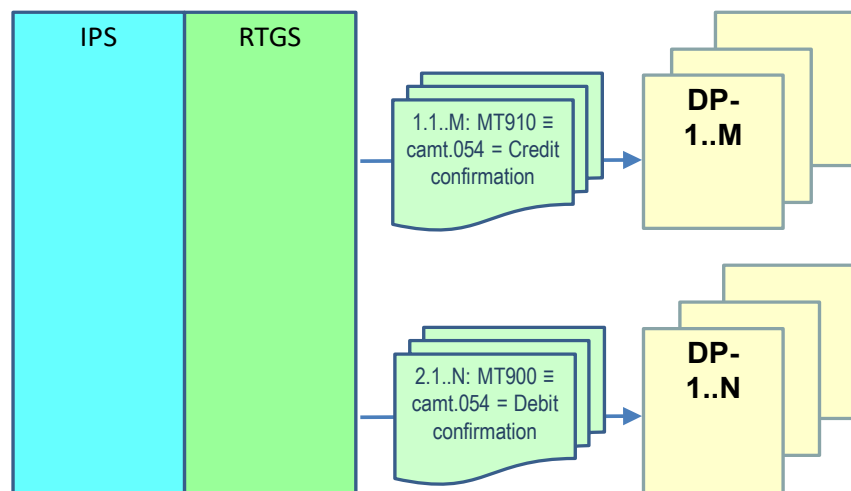 IPS
RTGS
1.1..M: MT910 ≡
camt.054 = Credit
confirmation
DP-
1..M
2.1..N: MT900 ≡
camt.054 = Debit
confirmation
DP-
1..N